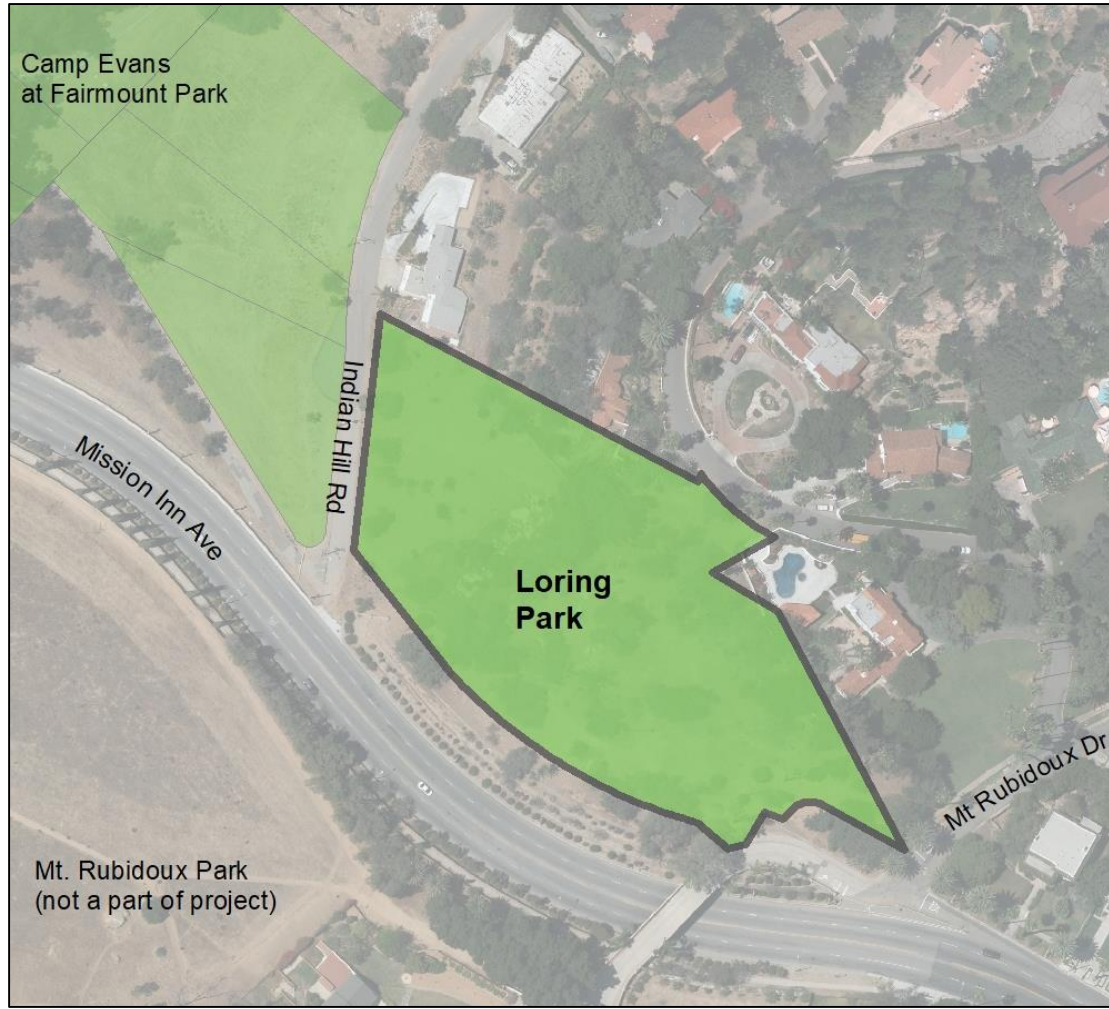 Camp Evans
at Fairmount Park
Indian Hill Rd
Mission Inn Ave
Loring
Park
Mt Rubidoux Dr
Mt. Rubidoux Park
(not a part of project)